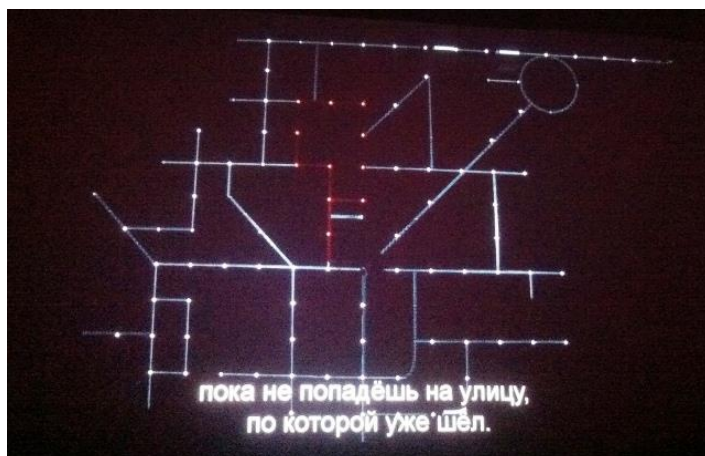 пока не попадёшь на улицу,
по которой уже шёл.